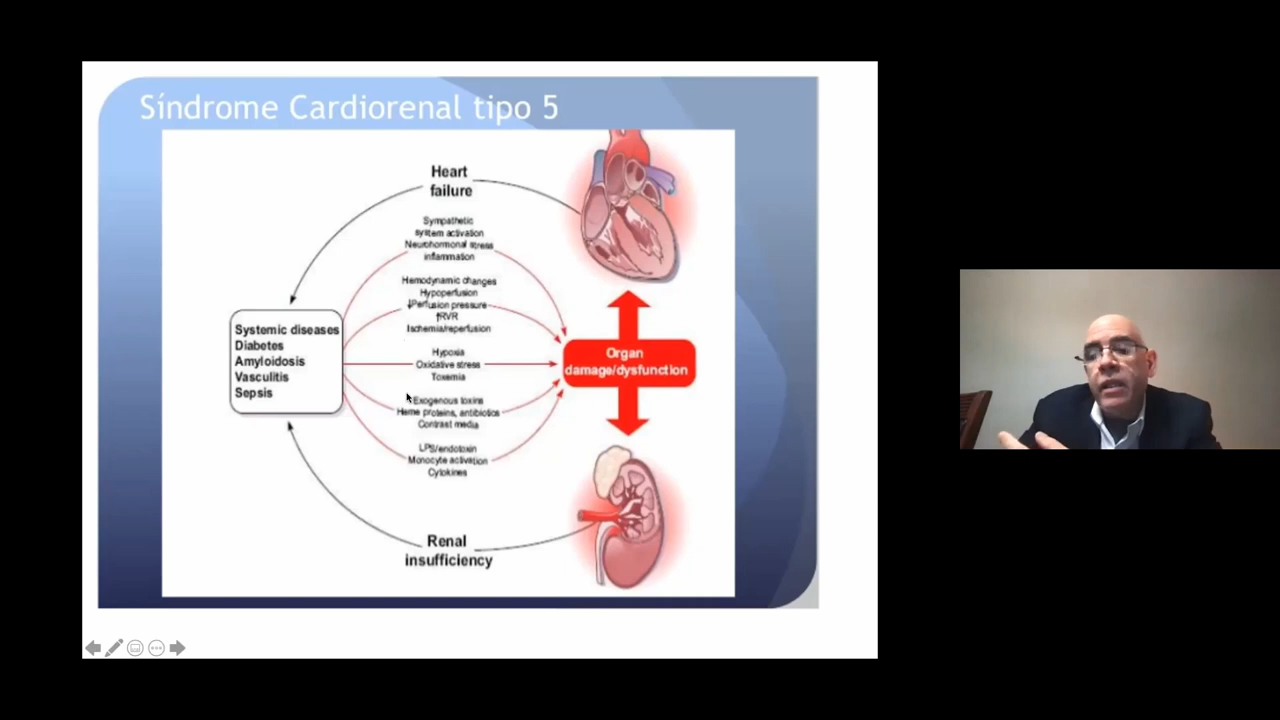 Síndrome Cardiorenal tipo 5
Heart
failure
Sympathetic
system activation
Neurohormonal stress
inflammation
Hemodynamic changes
Hypoperfusion
↓Perfusion pressure
↑RVR
Ischemia/reperfusion
Hypoxia
Oxidative stress
Toxemia
Exogenous toxins
Heme proteins, antibiotics
Contrast media
LPS/endotoxin
Monocyte activation
Cytokines
Systemic diseases
Diabetes
Amyloidosis
Vasculitis
Sepsis
Organ
damage/dysfunction
Renal
insufficiency